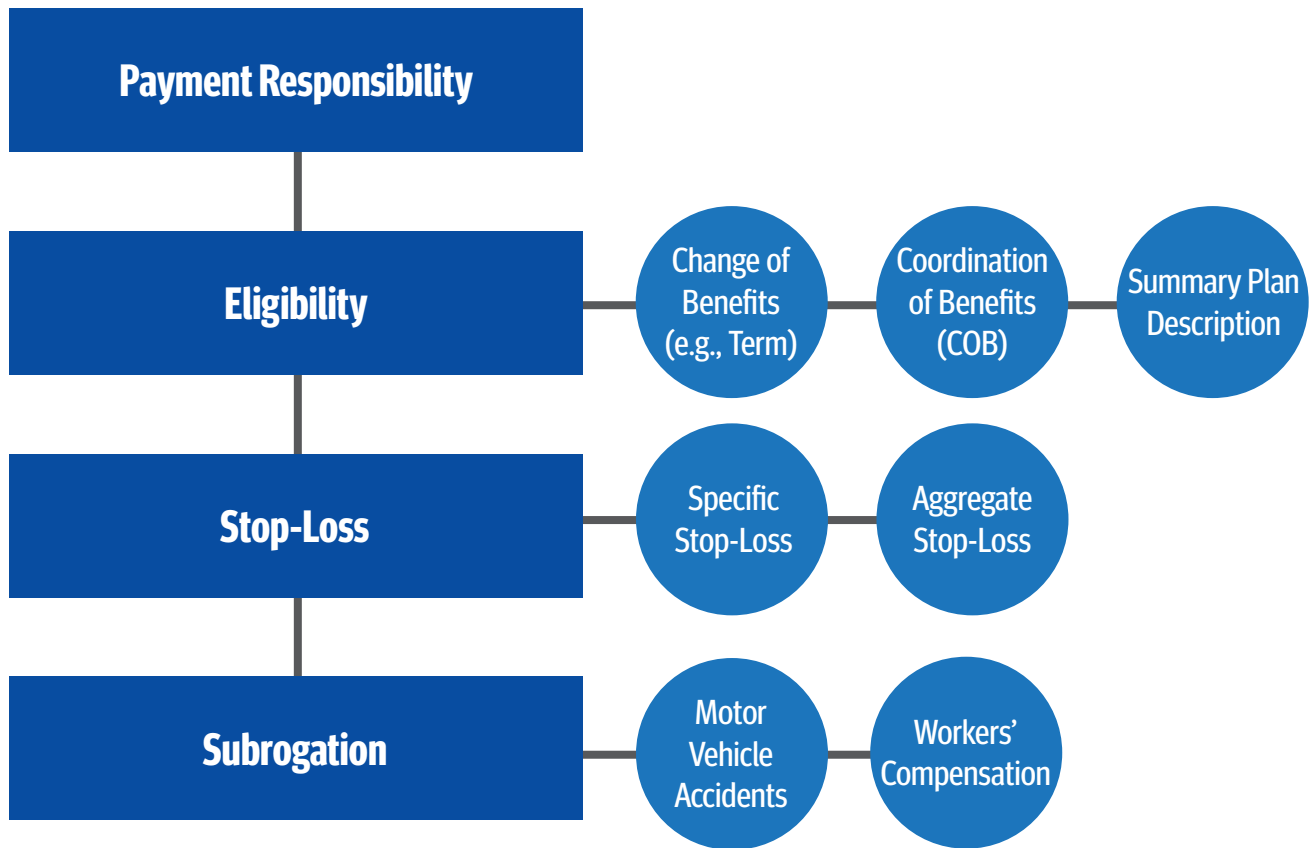 Payment Responsibility
Eligibility
Change of
Benefits
(e.g., Term)
Coordination
of Benefits
(COB)
Summary Plan
Description
Stop-Loss
Specific
Stop-Loss
Aggregate
Stop-Loss
Subrogation
Motor
Vehicle
Accidents
Workers’
Compensation